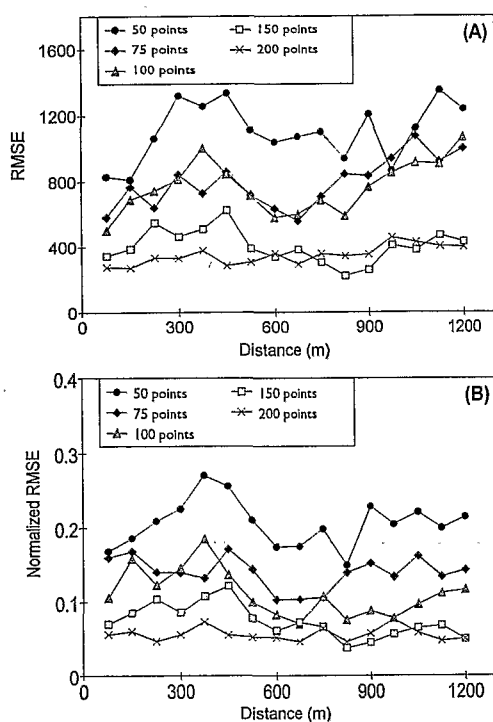 (A)
50 points
150 points
75 points
200 points
100 points
1600
1200
800
400
0
RMSE
0
300
600
900
1200
Distance (m)
(B)
50 points
150 points
75 points
200 points
100 points
0.4
0.3
0.2
0.1
0
Normalized RMSE
0
300
600
900
1200
Distance (m)